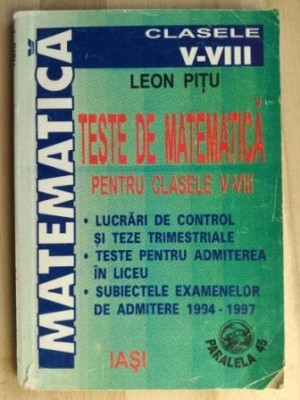 MATEMATICA
CLASELE
V-VIII
LEON PIȚU
TESTE DE MATEMATICĂ
PENTRU CLASELE V-VIII
• LUCRĂRI DE CONTROL
ȘI TEZE TRIMESTRIALE
• TESTE PENTRU ADMITEREA
ÎN LICEU
• SUBIECTELE EXAMENELOR
DE ADMITERE 1994 - 1997
IAȘI
PARALELA 45